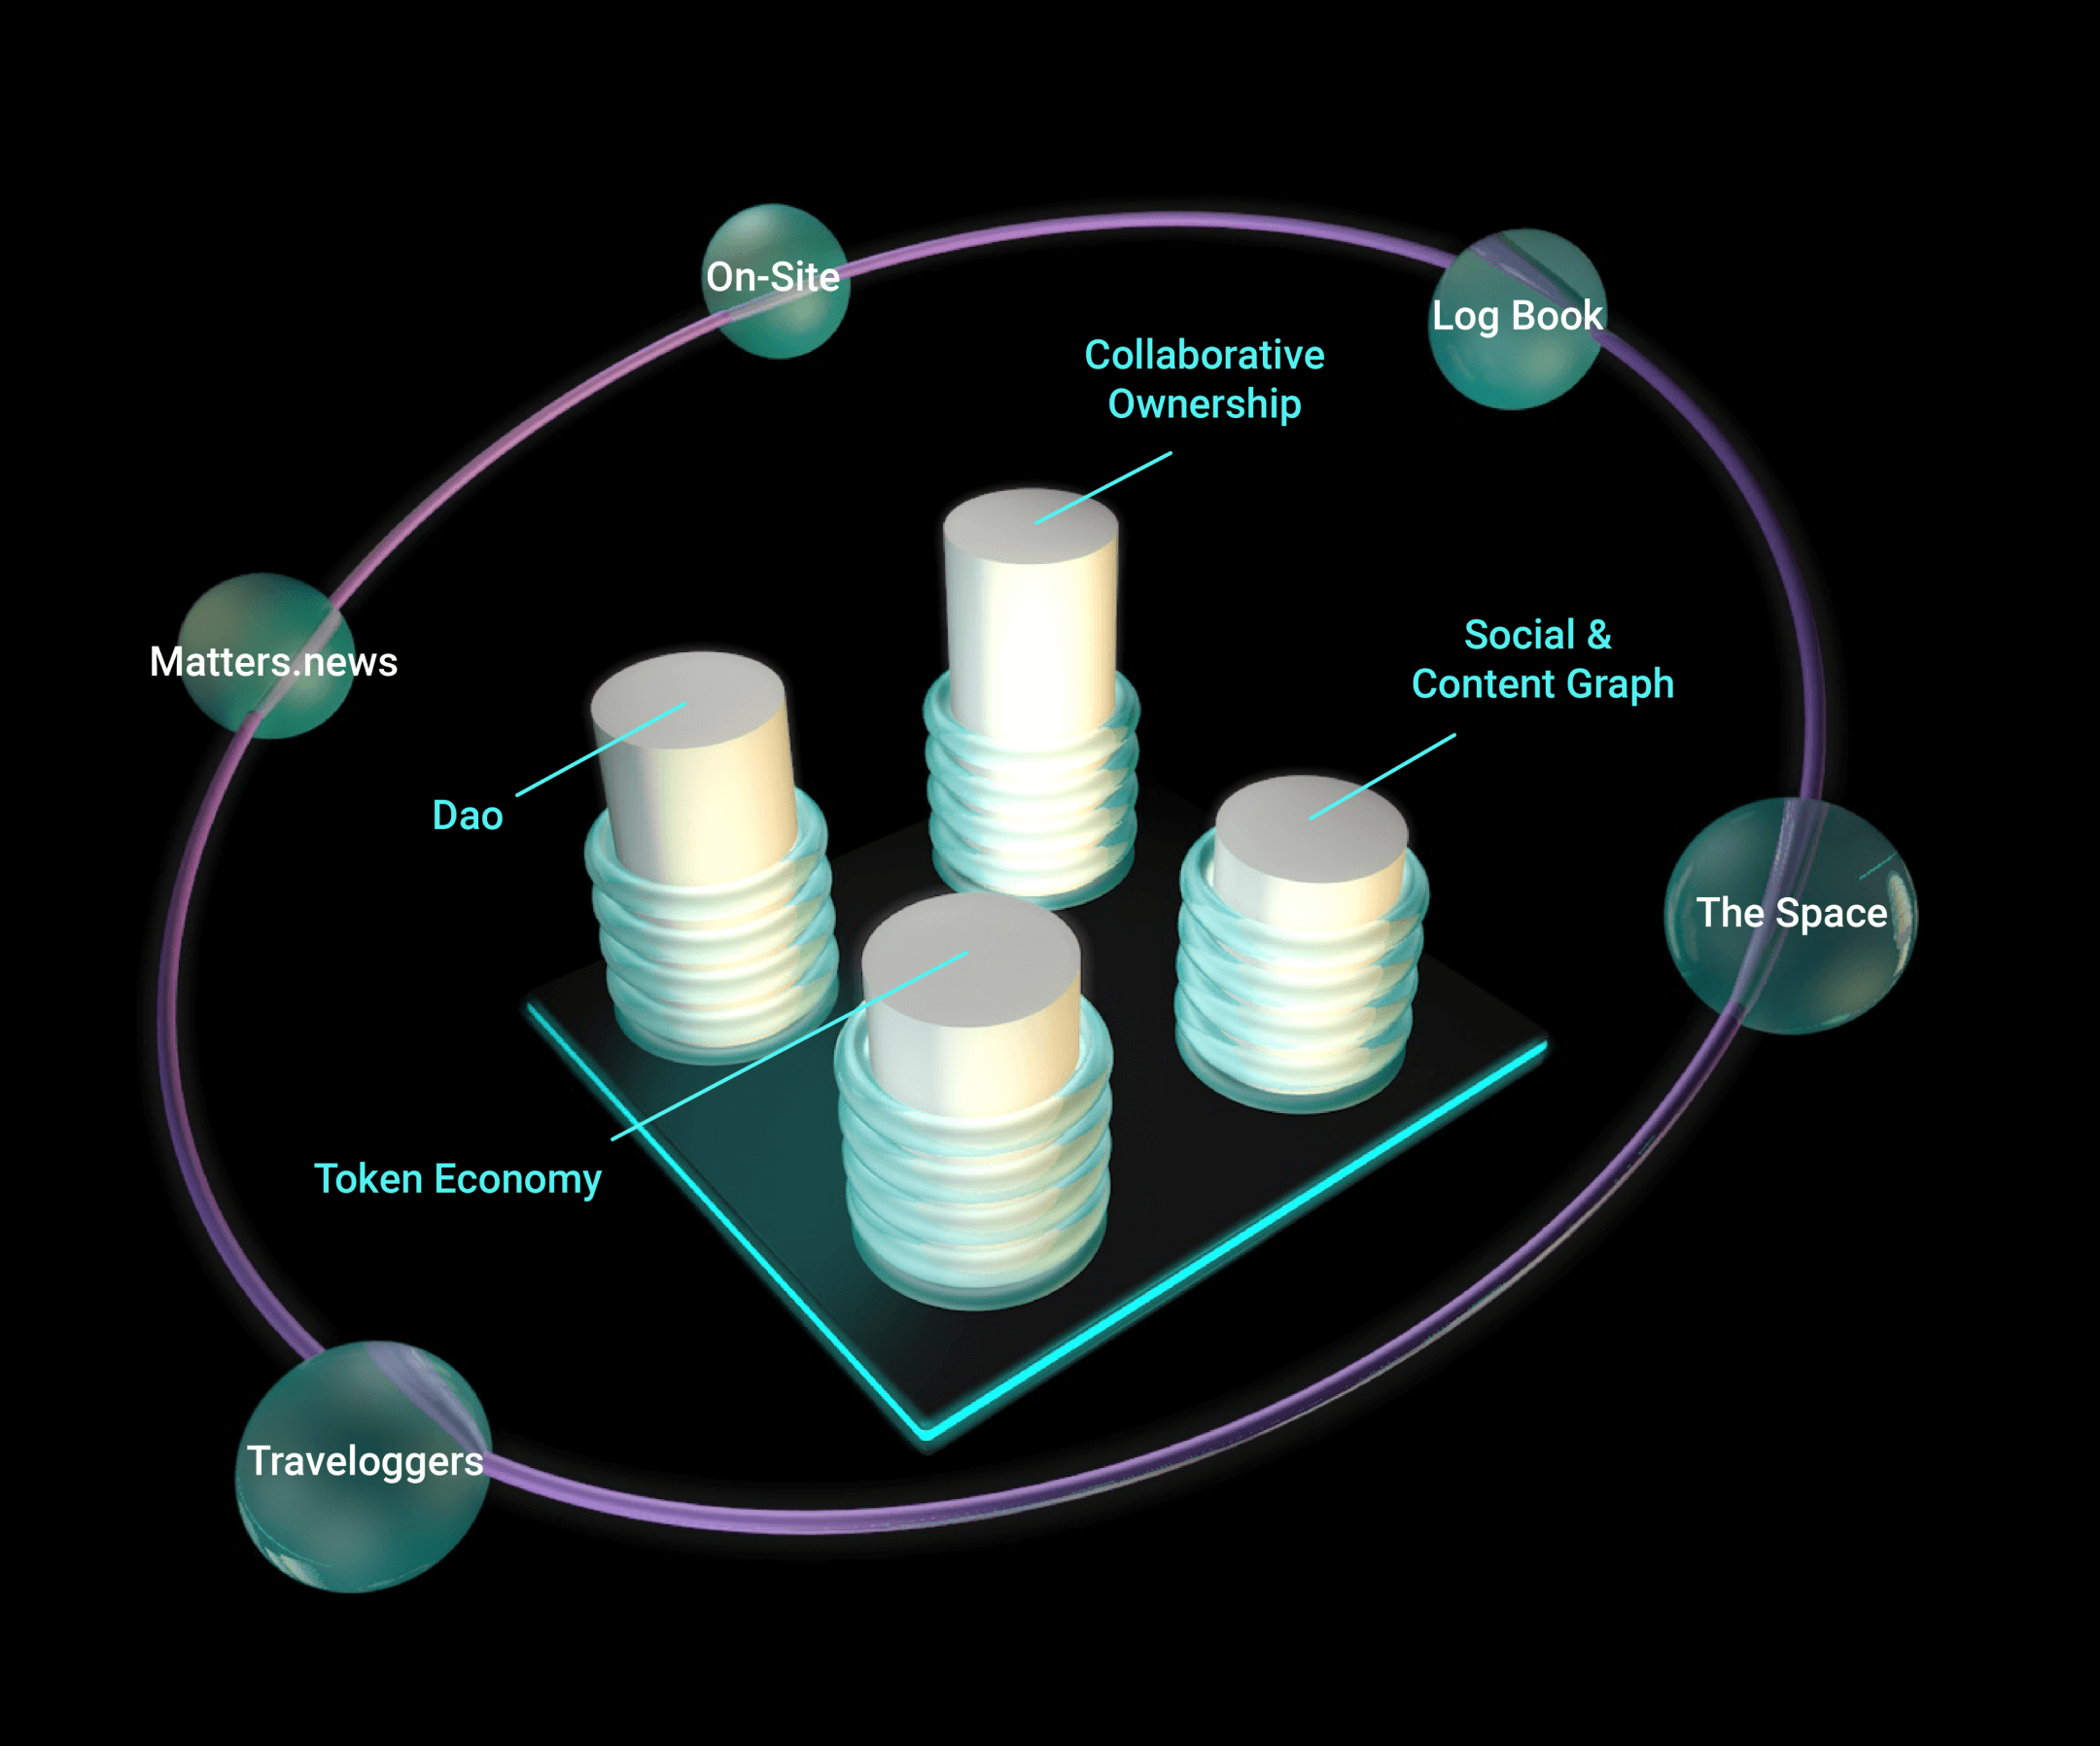 On-Site
Log Book
Collaborative
Ownership
Social &
Content Graph
Matters.news
Dao
The Space
Token Economy
Traveloggers